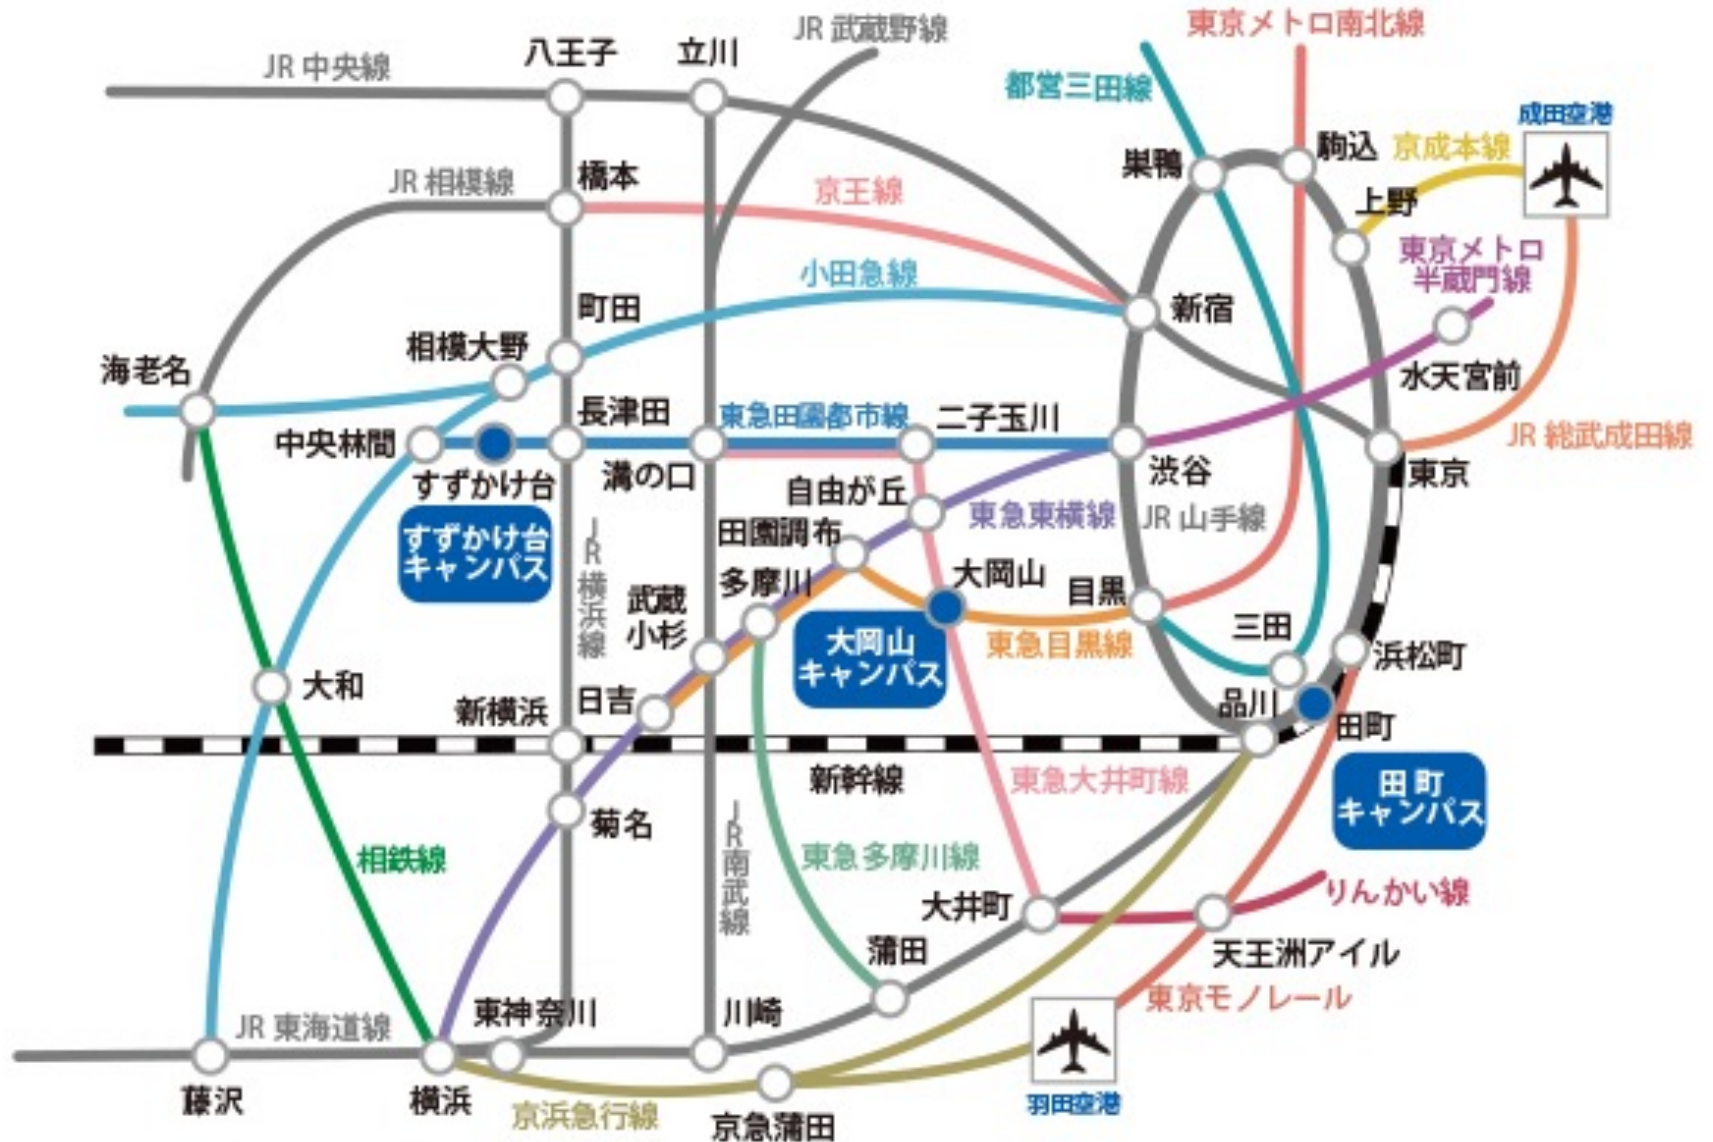 JR 武蔵野線
東京メトロ南北線
八王子
立川
JR 中央線
都営三田線
成田空港
巣鴨
駒込
京成本線
橋本
JR 相模線
京王線
上野
東京メトロ
半蔵門線
小田急線
町田
新宿
相模大野
海老名
水天宮前
長津田
東急田園都市線
二子玉川
中央林間
JR 総武成田線
すずかけ台
溝の口
渋谷
東京
自由が丘
東急東横線
JR 山手線
すずかけ台
キャンパス
田園調布
JR横浜線
多摩川
大岡山
目黒
武蔵
小杉
三田
大岡山
キャンパス
東急目黒線
浜松町
大和
日吉
新横浜
品川
田町
新幹線
東急大井町線
田町
キャンパス
菊名
相鉄線
JR南武線
東急多摩川線
りんかい線
大井町
蒲田
天王洲アイル
東神奈川
川崎
東京モノレール
JR 東海道線
藤沢
横浜
京浜急行線
京急蒲田
羽田空港